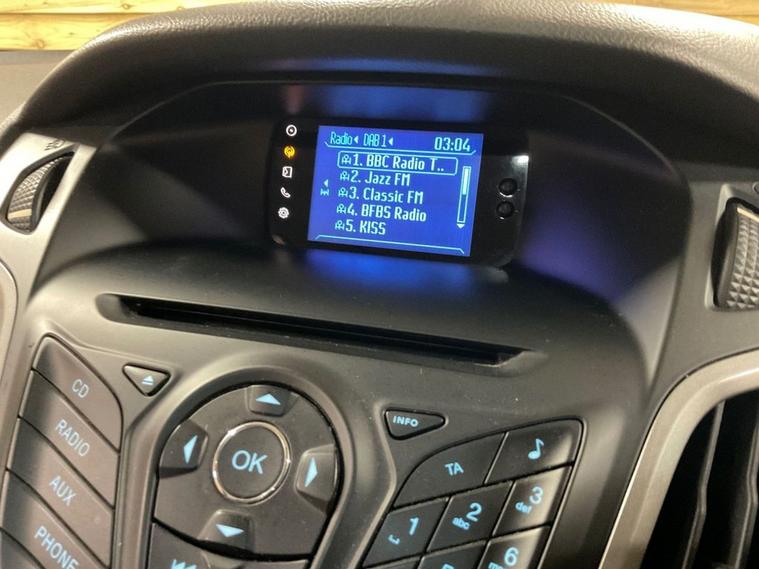 Radio DAB1 03:04
1. BBC Radio T..
2. Jazz FM
3. Classic FM
4. BFBS Radio
5. KISS
CD
RADIO
AUX
PHONE
OK
INFO
TA
1
2 abc
3 def
6